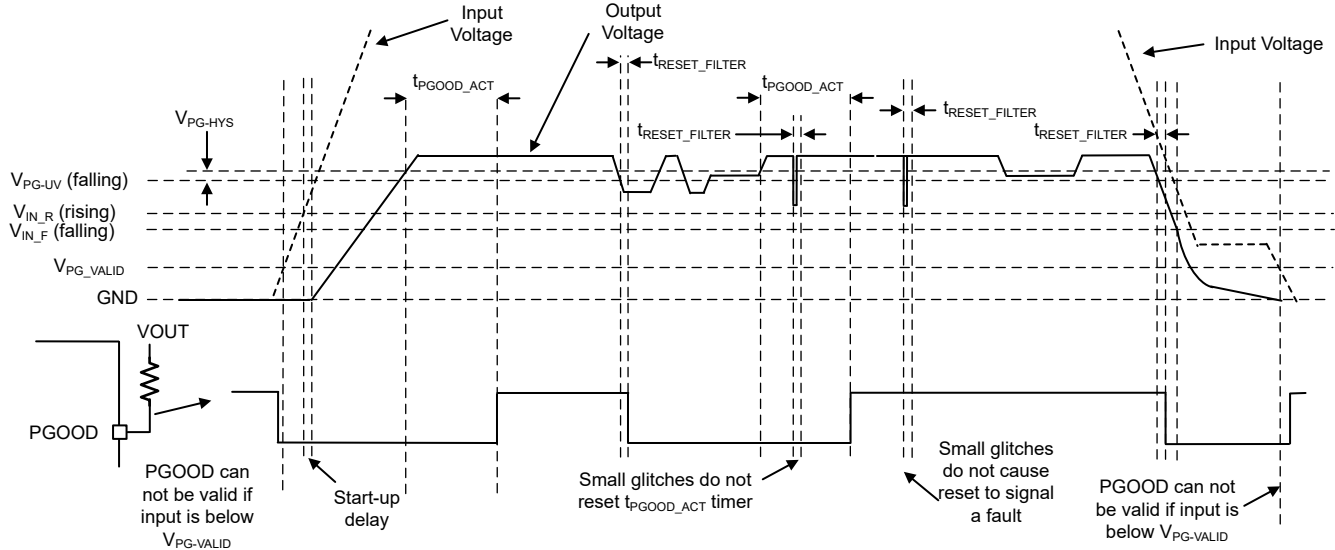 Input
Voltage
Output
Voltage
Input Voltage
tRESET_FILTER
tPGOOD_ACT
tPGOOD_ACT
tRESET_FILTER
tRESET_FILTER
tRESET_FILTER
VPG-HYS
VPG-UV (falling)
VIN_R (rising)
VIN_F (falling)
VPG_VALID
GND
VOUT
PGOOD
PGOOD can
not be valid if
input is below
VPG-VALID
Start-up
delay
Small glitches do not
reset tPGOOD_ACT timer
Small glitches
do not cause
reset to signal
a fault
PGOOD can not
be valid if input is
below VPG-VALID